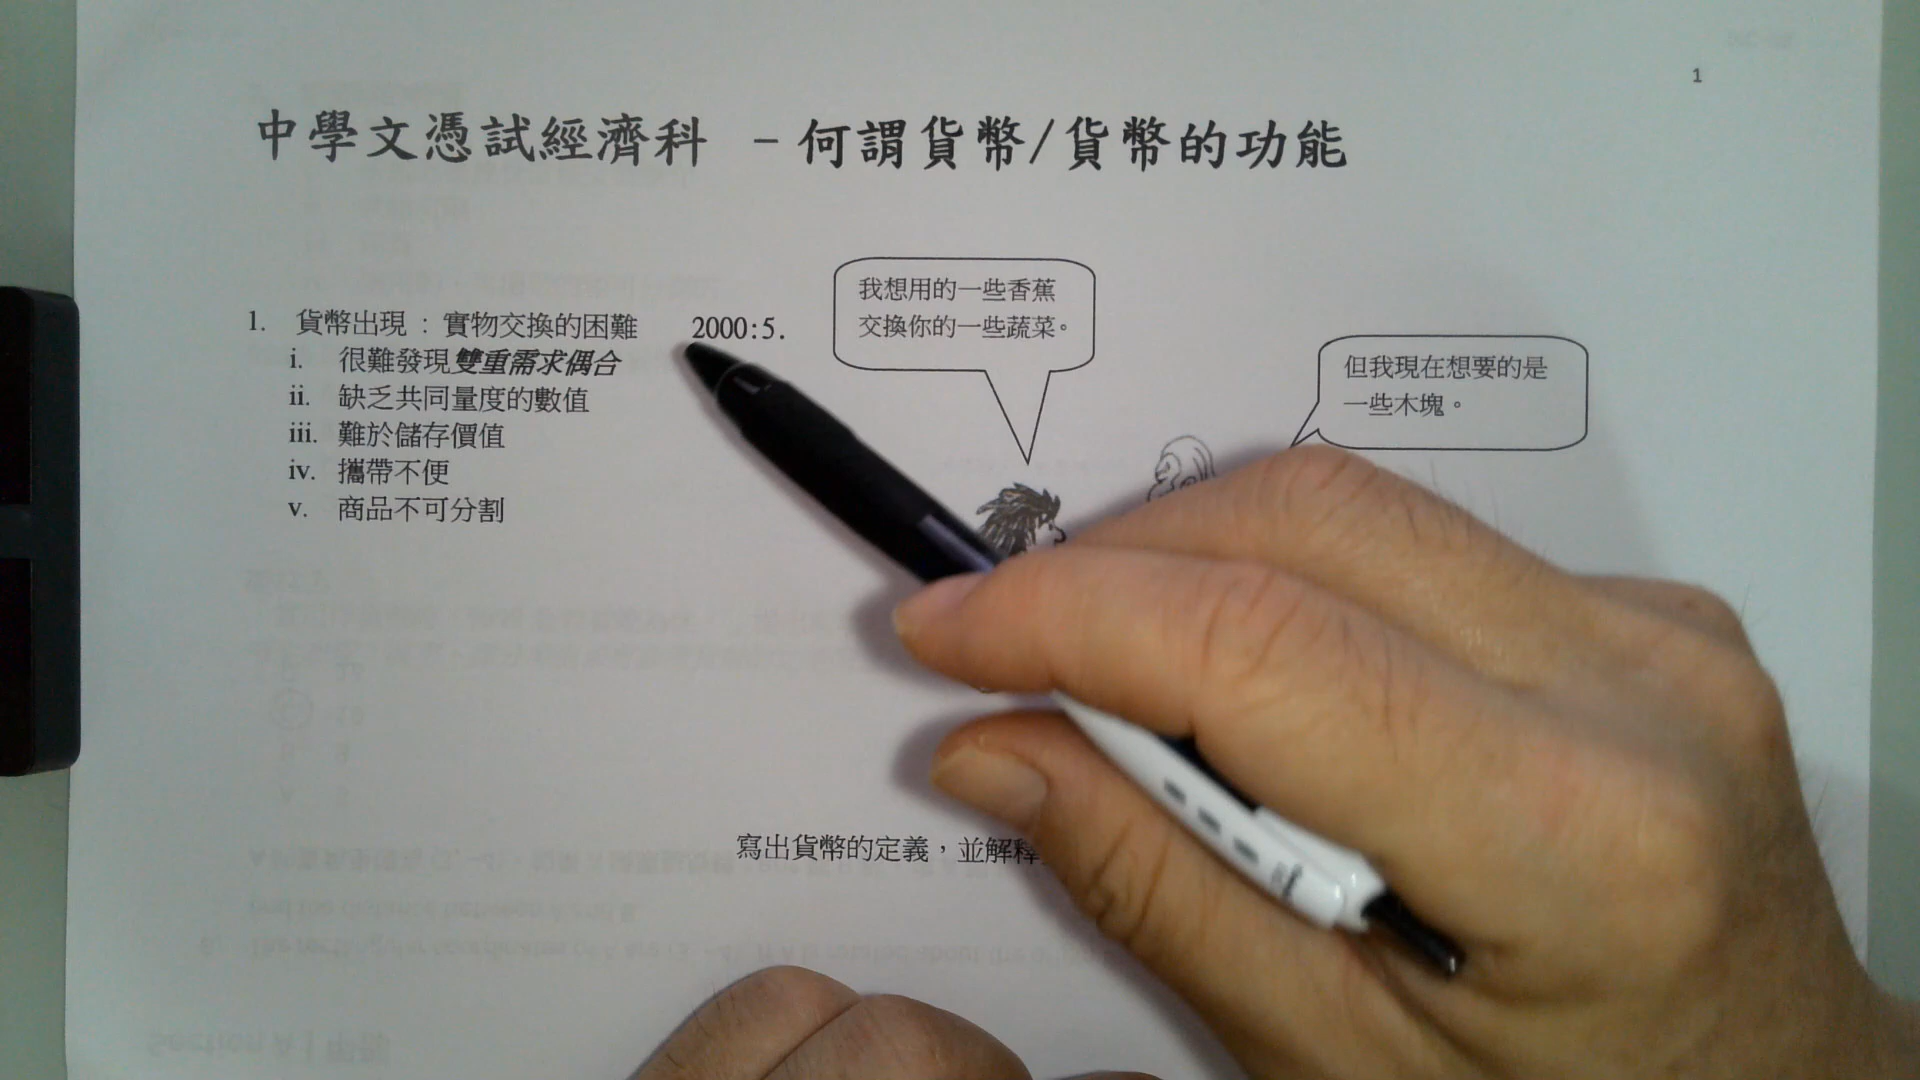 1
中學文憑試經濟科 – 何謂貨幣/貨幣的功能
我想用的一些香蕉
交換你的一些蔬菜。
但我現在想要的是
一些木塊。
1. 貨幣出現：實物交換的困難 2000:5.
i. 很難發現雙重需求偶合
ii. 缺乏共同量度的數值
iii. 難於儲存價值
iv. 攜帶不便
v. 商品不可分割
寫出貨幣的定義，並解釋